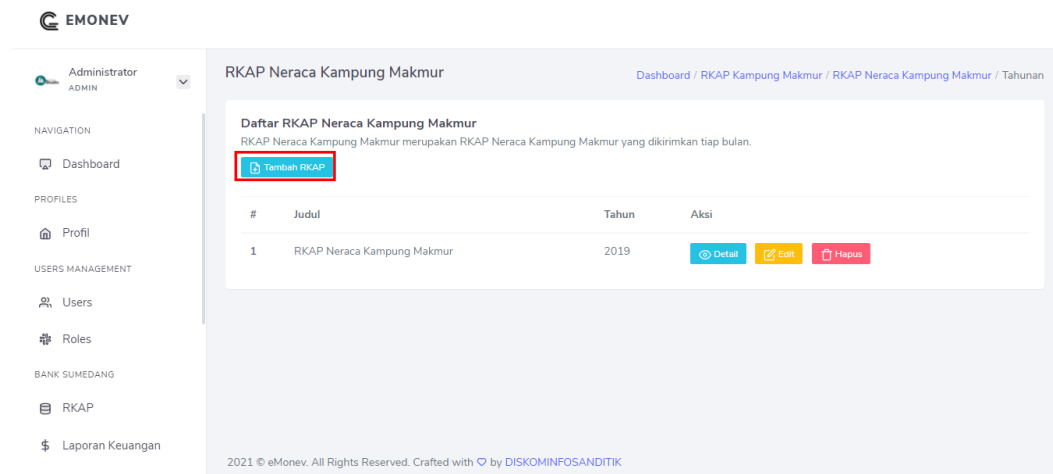 EMONEV
Administrator
ADMIN
NAVIGATION
Dashboard
PROFILES
Profil
USERS MANAGEMENT
Users
Roles
BANK SUMEDANG
RKAP
Laporan Keuangan
RKAP Neraca Kampung Makmur
Dashboard / RKAP Kampung Makmur / RKAP Neraca Kampung Makmur / Tahunan
Daftar RKAP Neraca Kampung Makmur
RKAP Neraca Kampung Makmur merupakan RKAP Neraca Kampung Makmur yang dikirimkan tiap bulan.
Tambah RKAP
# Judul Tahun Aksi
1 RKAP Neraca Kampung Makmur 2019 Detail Edit Hapus
2021 © eMonev. All Rights Reserved. Crafted with ♡ by DISKOMINFOSANDITIK